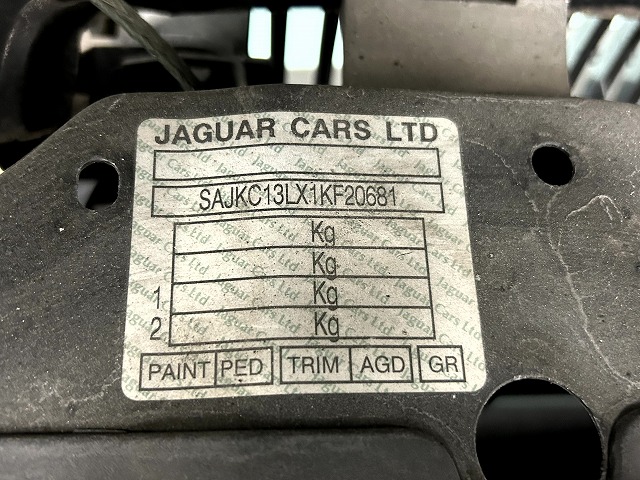 JAGUAR CARS LTD
SAJKC13LX1KF20681
Kg
Kg
1 Kg
2 Kg
PAINT PED TRIM AGD GR